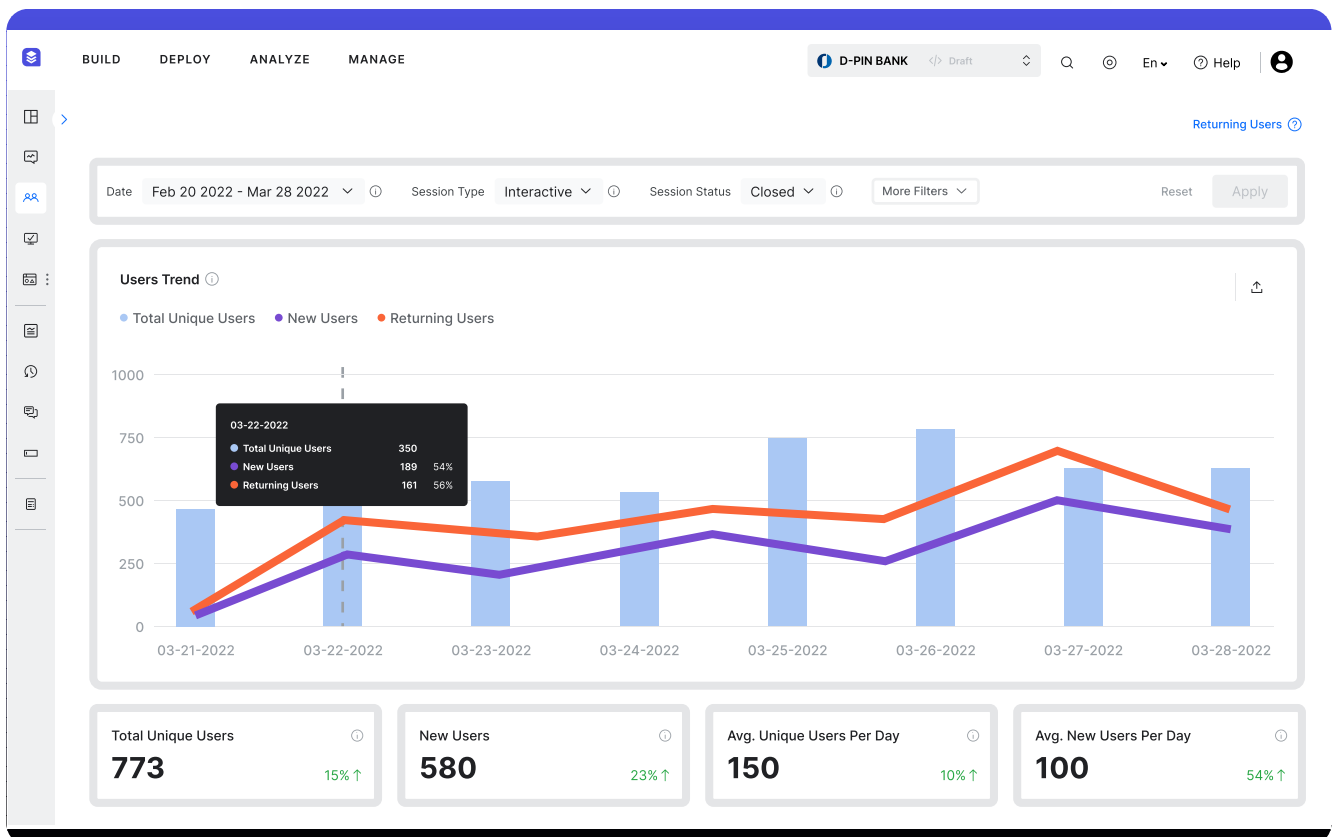 BUILD DEPLOY ANALYZE MANAGE D-PIN BANK </> Draft En Help
Returning Users
Date Feb 20 2022 - Mar 28 2022 Session Type Interactive Session Status Closed More Filters Reset Apply
Users Trend
Total Unique Users New Users Returning Users
1000
750
500
250
0
03-22-2022
Total Unique Users 350
New Users 189 54%
Returning Users 161 56%
03-21-2022 03-22-2022 03-23-2022 03-24-2022 03-25-2022 03-26-2022 03-27-2022 03-28-2022
Total Unique Users
773
15%↑
New Users
580
23%↑
Avg. Unique Users Per Day
150
10%↑
Avg. New Users Per Day
100
54%↑